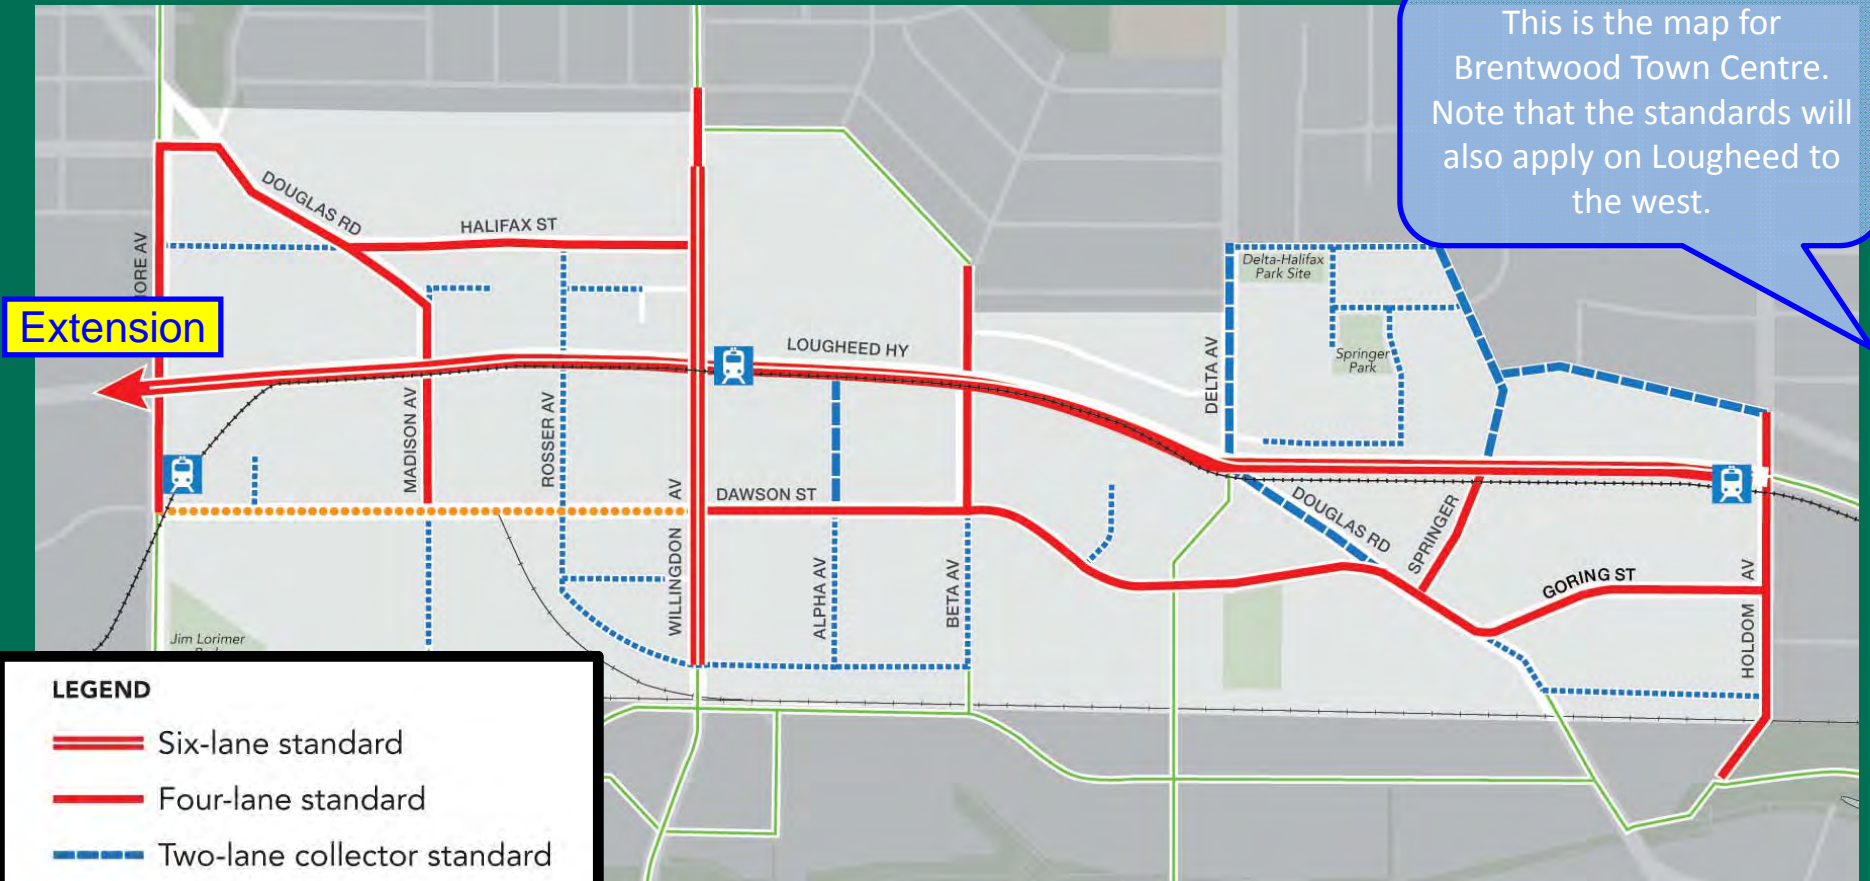 This is the map for
Brentwood Town Centre.
Note that the standards will
also apply on Lougheed to
the west.
DOUGLAS RD
HALIFAX ST
ORE AV
Extension
LOUGHEED HY
Delta-Halifax
Park Site
Springer
Park
DELTA AV
MADISON AV
ROSSER AV
WILLINGDON AV
DAWSON ST
ALPHA AV
BETA AV
DOUGLAS RD
SPRINGER
GORING ST
HOLDOM AV
Jim Lorimer
LEGEND
Six-lane standard
Four-lane standard
Two-lane collector standard